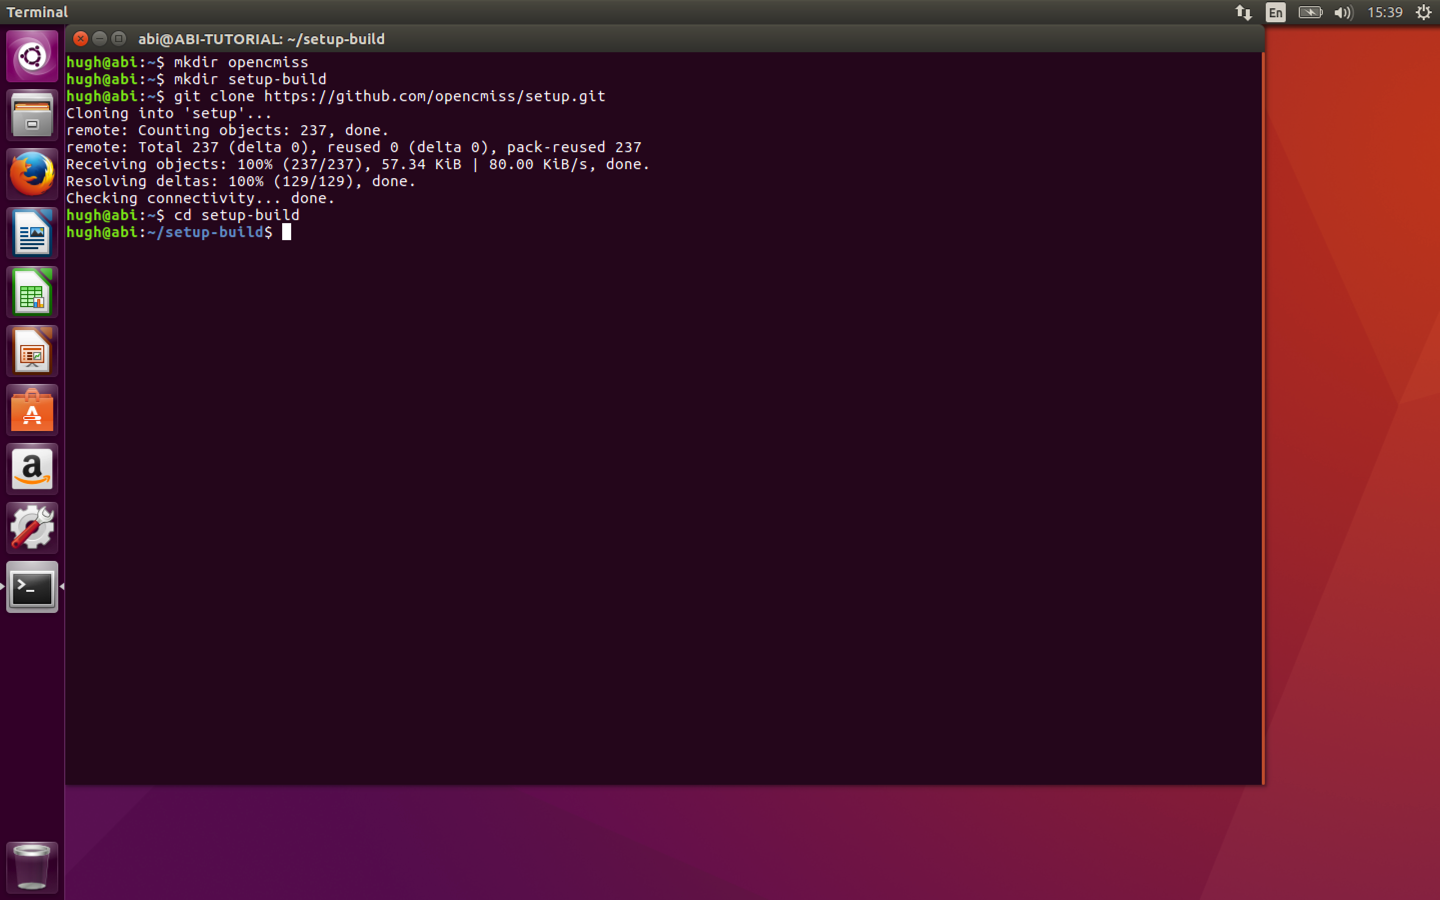 Terminal
En
15:39
abi@ABI-TUTORIAL: ~/setup-build
hugh@abi:~$ mkdir opencmiss
hugh@abi:~$ mkdir setup-build
hugh@abi:~$ git clone https://github.com/opencmiss/setup.git
Cloning into 'setup'...
remote: Counting objects: 237, done.
remote: Total 237 (delta 0), reused 0 (delta 0), pack-reused 237
Receiving objects: 100% (237/237), 57.34 KiB | 80.00 KiB/s, done.
Resolving deltas: 100% (129/129), done.
Checking connectivity... done.
hugh@abi:~$ cd setup-build
hugh@abi:~/setup-build$